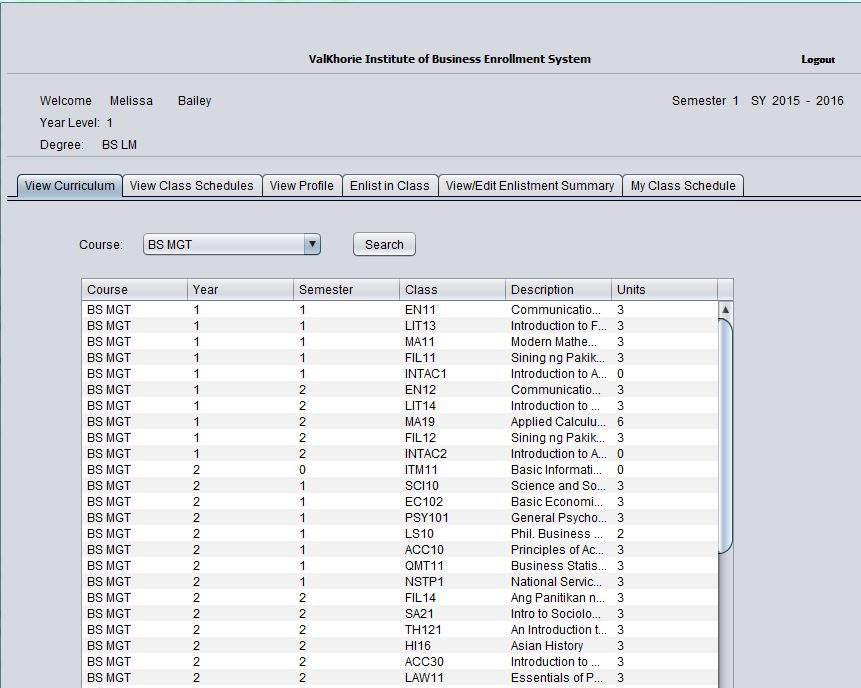 ValKhorie Institute of Business Enrollment System Logout
Welcome Melissa Bailey Semester 1 SY 2015 - 2016
Year Level: 1
Degree: BS LM
View Curriculum View Class Schedules View Profile Enlist in Class View/Edit Enlistment Summary My Class Schedule
Course: BS MGT Search
Course Year Semester Class Description Units
BS MGT 1 1 EN11 Communicatio... 3
BS MGT 1 1 LIT13 Introduction to F... 3
BS MGT 1 1 MA11 Modern Mathe... 3
BS MGT 1 1 FIL11 Sining ng Pakik... 3
BS MGT 1 1 INTAC1 Introduction to A... 0
BS MGT 1 2 EN12 Communicatio... 3
BS MGT 1 2 LIT14 Introduction to ... 3
BS MGT 1 2 MA19 Applied Calculu... 6
BS MGT 1 2 FIL12 Sining ng Pakik... 3
BS MGT 1 2 INTAC2 Introduction to A... 0
BS MGT 2 0 ITM11 Basic Informati... 0
BS MGT 2 1 SCI10 Science and So... 3
BS MGT 2 1 EC102 Basic Economi... 3
BS MGT 2 1 PSY101 General Psycho... 3
BS MGT 2 1 LS10 Phil. Business ... 2
BS MGT 2 1 ACC10 Principles of Ac... 3
BS MGT 2 1 QMT11 Business Statis... 3
BS MGT 2 1 NSTP1 National Servic... 3
BS MGT 2 2 FIL14 Ang Panitikan n... 3
BS MGT 2 2 SA21 Intro to Sociolo... 3
BS MGT 2 2 TH121 An Introduction t... 3
BS MGT 2 2 HI16 Asian History 3
BS MGT 2 2 ACC30 Introduction to ... 3
BS MGT 2 2 LAW11 Essentials of P... 3